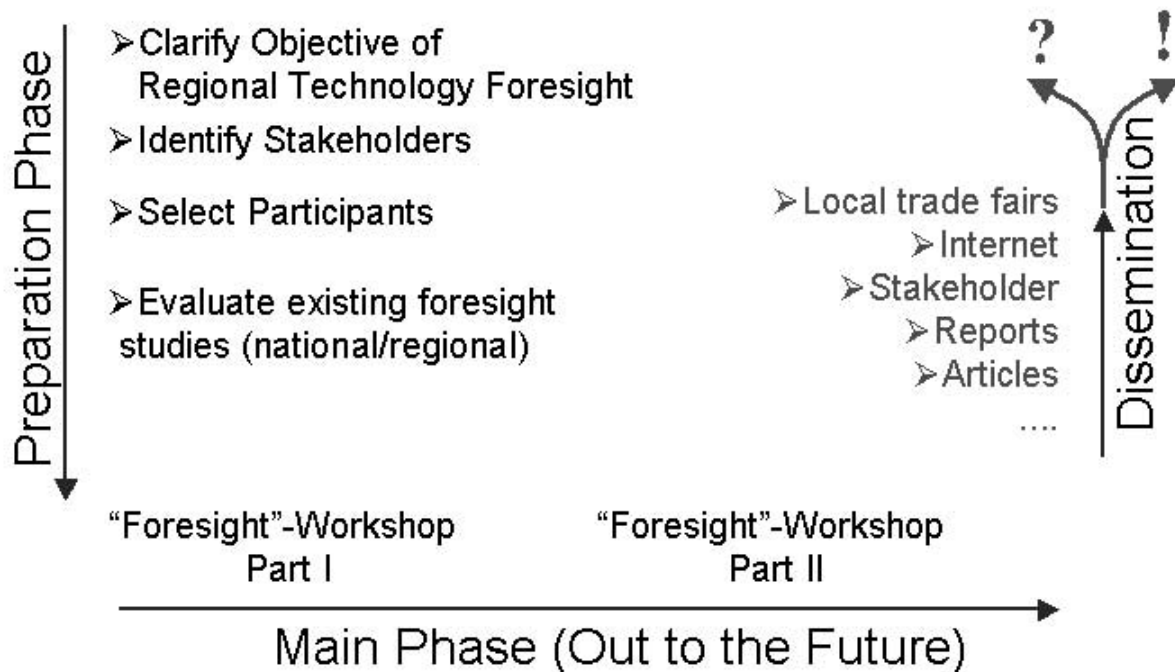 Preparation Phase
➢Clarify Objective of
Regional Technology Foresight
➢Identify Stakeholders
➢Select Participants
➢Evaluate existing foresight
studies (national/regional)
“Foresight”-Workshop
Part I
“Foresight”-Workshop
Part II
Main Phase (Out to the Future)
? !
➢Local trade fairs
➢Internet
➢Stakeholder
➢Reports
➢Articles
....
Dissemination